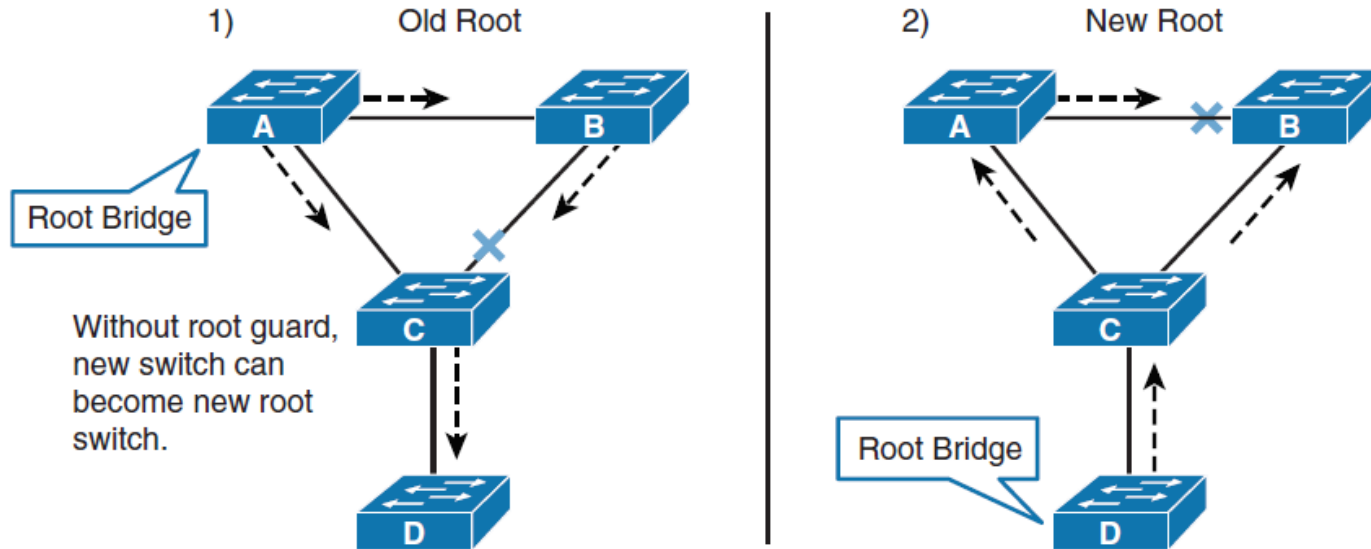 1) Old Root
A
B
Root Bridge
C
Without root guard,
new switch can
become new root
switch.
D
2) New Root
A
B
C
Root Bridge
D